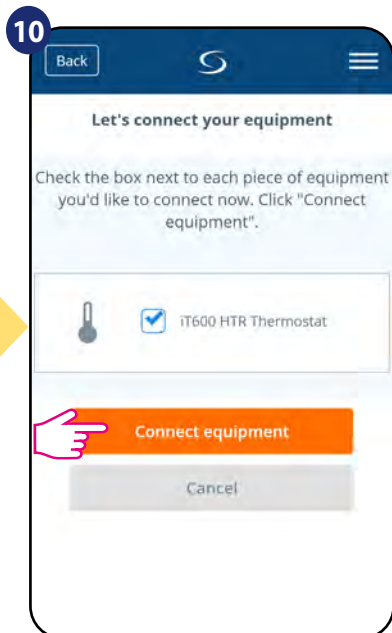 10
Back
Let's connect your equipment
Check the box next to each piece of equipment
you'd like to connect now. Click "Connect
equipment".
iT600 HTR Thermostat
Connect equipment
Cancel